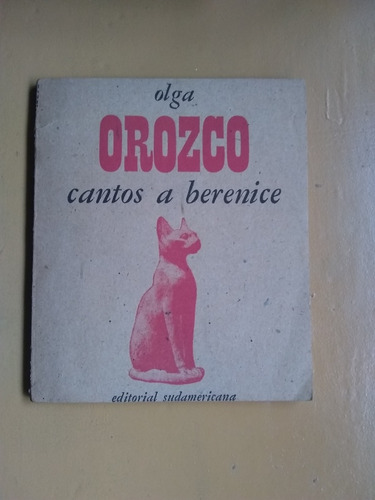 olga
OROZCO
cantos a berenice
editorial sudamericana